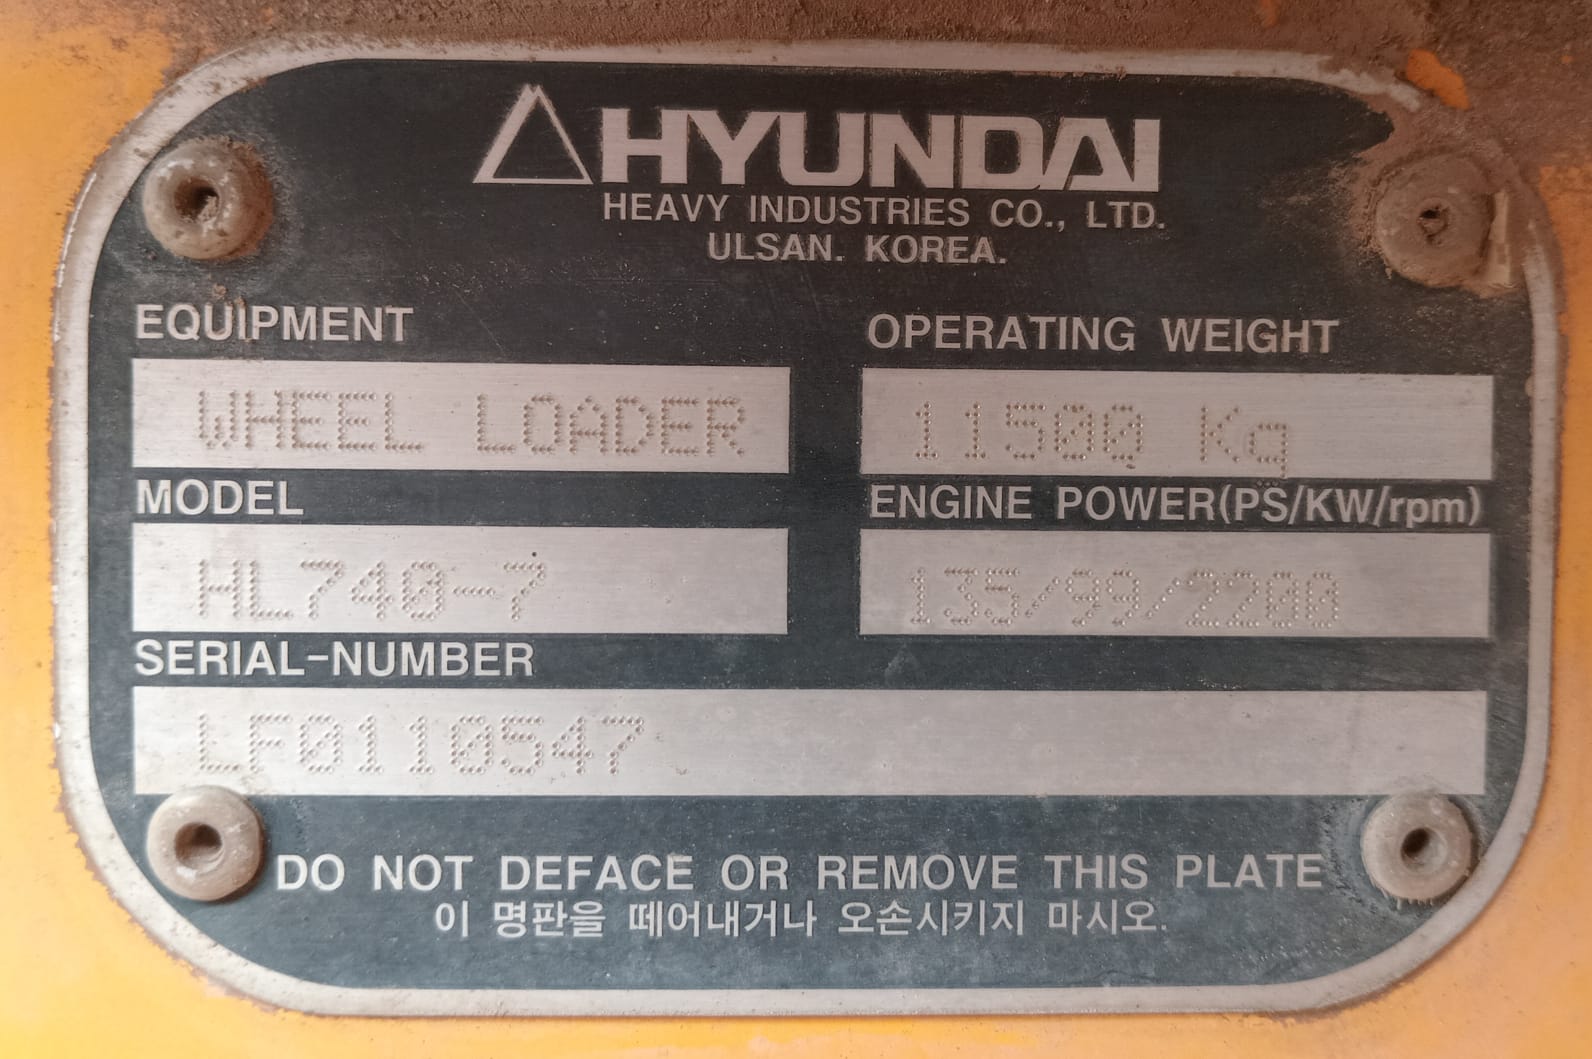 HYUNDAI
HEAVY INDUSTRIES CO., LTD.
ULSAN. KOREA.
EQUIPMENT
WHEEL LOADER
OPERATING WEIGHT
11500 Kg
MODEL
HL740-7
ENGINE POWER(PS/KW/rpm)
135/99/2200
SERIAL-NUMBER
LF0110547
DO NOT DEFACE OR REMOVE THIS PLATE
이 명판을 떼어내거나 오손시키지 마시오.